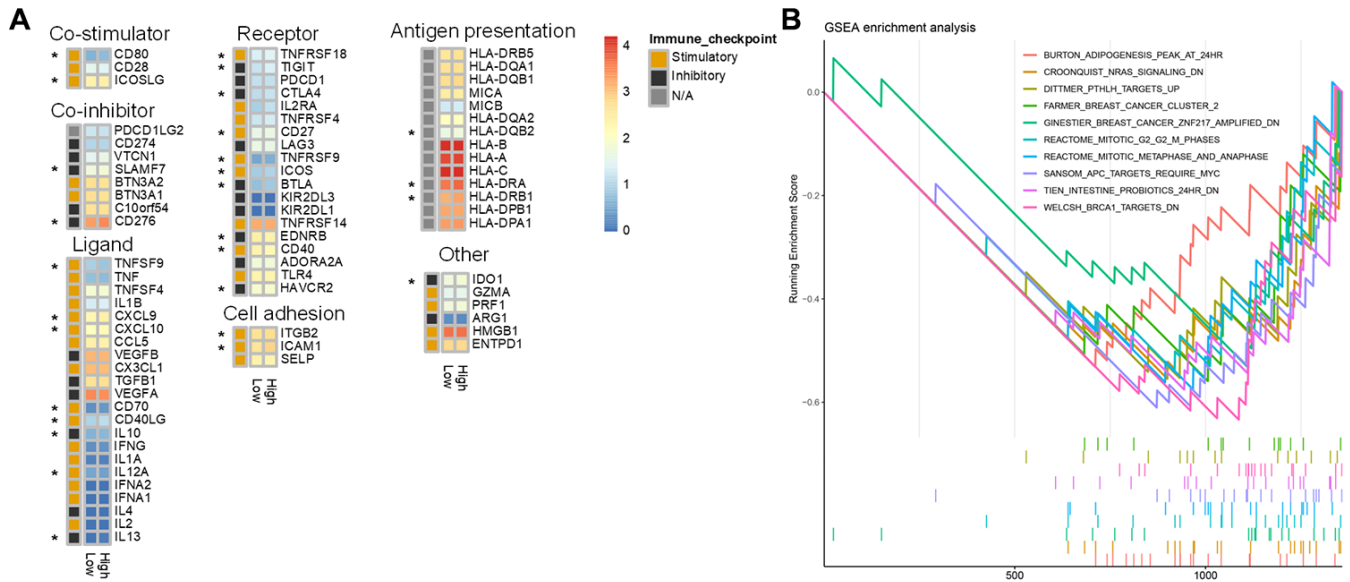 A
Co-stimulator
* CD80
CD28
* ICOSLG
Co-inhibitor
PDCD1LG2
CD274
VTCN1
* SLAMF7
BTN3A2
BTN3A1
C10orf54
* CD276
Ligand
* TNFSF9
TNF
TNFSF4
IL1B
* CXCL9
* CXCL10
CCL5
VEGFB
CX3CL1
TGFB1
VEGFA
* CD70
* CD40LG
* IL10
IFNG
IL1A
* IL12A
IFNA2
IFNA1
IL4
IL2
* IL13
Low
High
Receptor
* TNFRSF18
* TIGIT
PDCD1
* CTLA4
IL2RA
TNFRSF4
* CD27
LAG3
* TNFRSF9
* ICOS
* BTLA
KIR2DL3
KIR2DL1
TNFRSF14
* EDNRB
* CD40
ADORA2A
TLR4
* HAVCR2
Cell adhesion
* ITGB2
* ICAM1
SELP
Low
High
Antigen presentation
HLA-DRB5
HLA-DQA1
HLA-DQB1
MICA
MICB
HLA-DQA2
* HLA-DQB2
HLA-B
HLA-A
HLA-C
* HLA-DRA
* HLA-DRB1
HLA-DPB1
HLA-DPA1
Other
* IDO1
GZMA
PRF1
ARG1
HMGB1
ENTPD1
Low
High
4
3
2
1
0
Immune_checkpoint
Stimulatory
Inhibitory
N/A
B
GSEA enrichment analysis
Running Enrichment Score
0.0
−0.2
−0.4
−0.6
−0.8
BURTON_ADIPOGENESIS_PEAK_AT_24HR
CROONQUIST_NRAS_SIGNALING_DN
DITTMER_PTHLH_TARGETS_UP
FARMER_BREAST_CANCER_CLUSTER_2
GINESTIER_BREAST_CANCER_ZNF217_AMPLIFIED_DN
REACTOME_MITOTIC_G2_G2_M_PHASES
REACTOME_MITOTIC_METAPHASE_AND_ANAPHASE
SANSOM_APC_TARGETS_REQUIRE_MYC
TIEN_INTESTINE_PROBIOTICS_24HR_DN
WELCSH_BRCA1_TARGETS_DN
500
1000